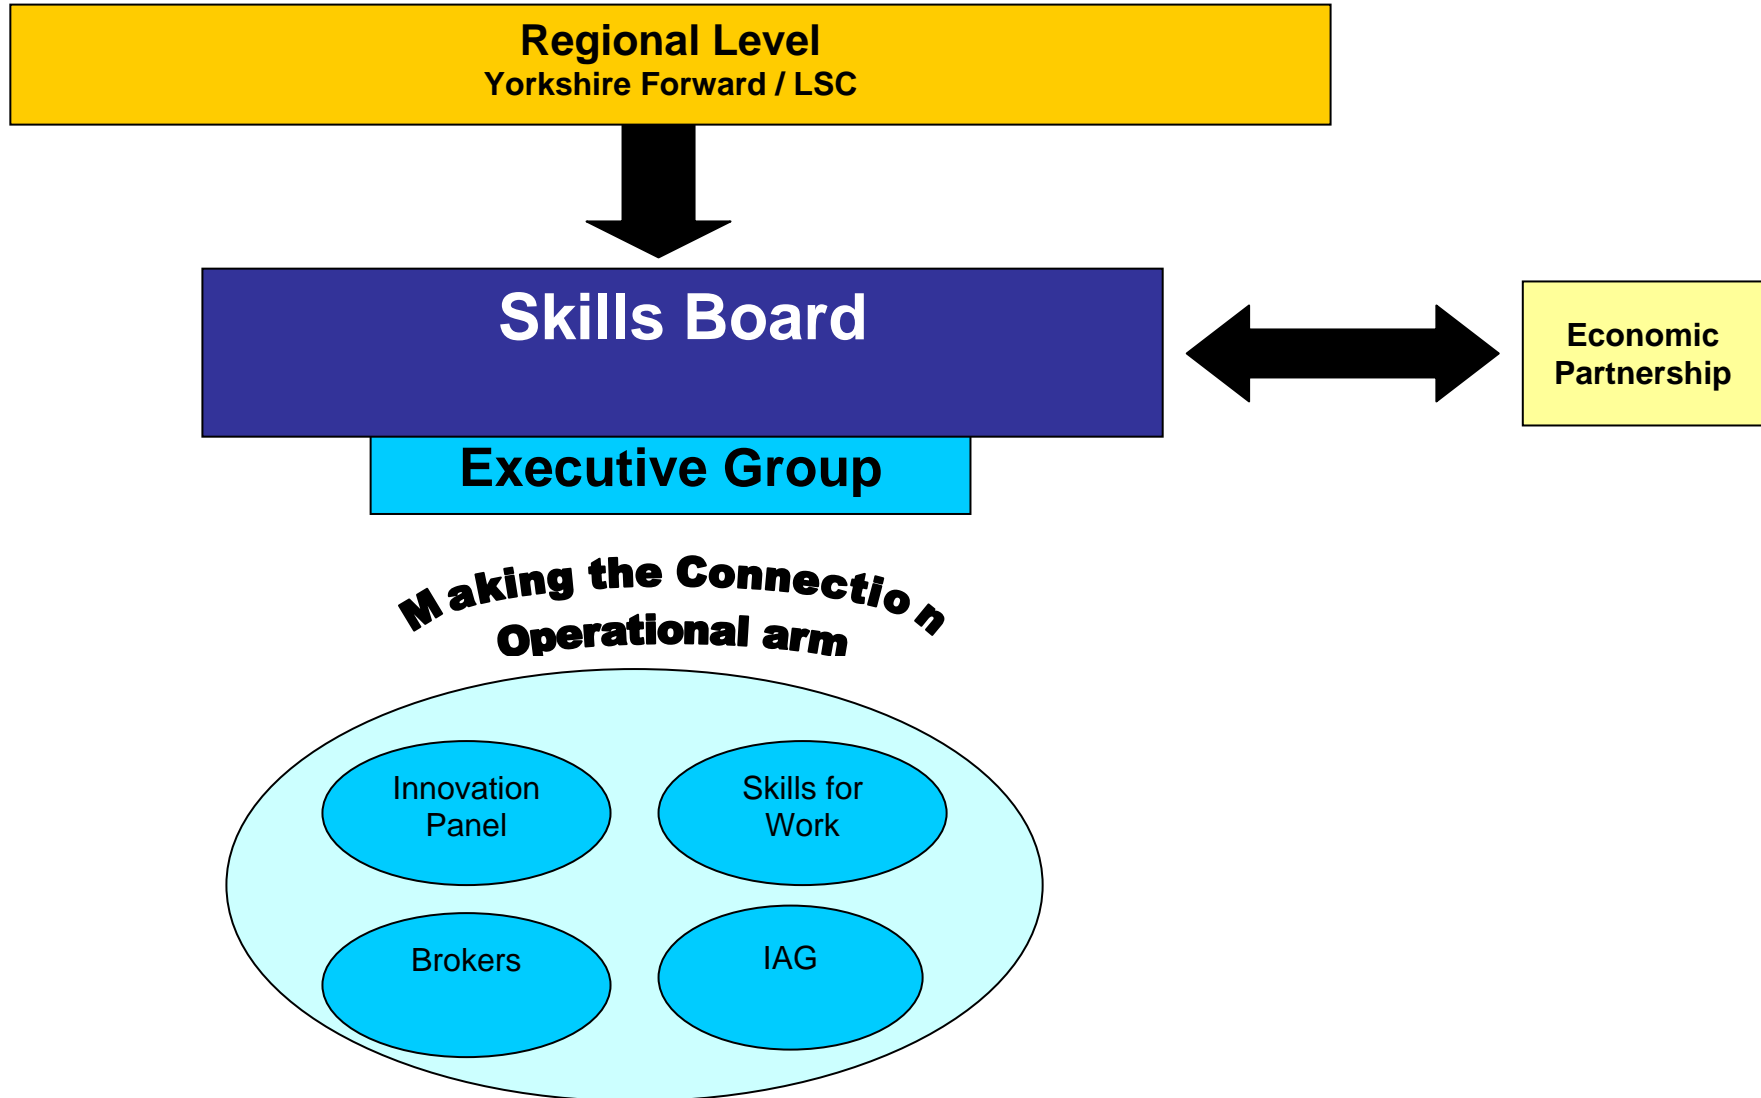 Regional Level
Yorkshire Forward / LSC
Skills Board
Economic
Partnership
Executive Group
Making the Connection
Operational arm
Innovation
Panel
Skills for
Work
Brokers
IAG